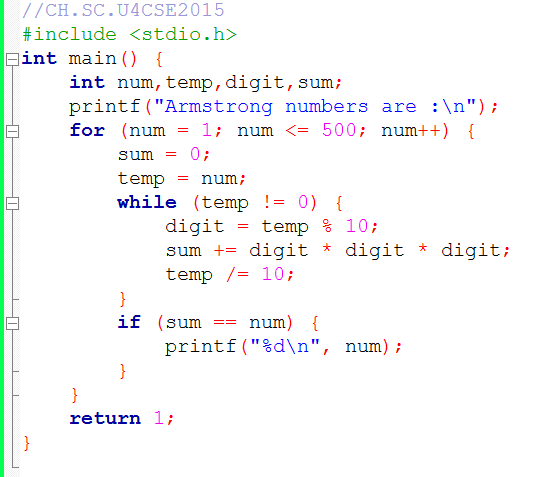 //CH.SC.U4CSE2015
#include <stdio.h>
int main() {
    int num,temp,digit,sum;
    printf("Armstrong numbers are :\n");
    for (num = 1; num <= 500; num++) {
        sum = 0;
        temp = num;
        while (temp != 0) {
            digit = temp % 10;
            sum += digit * digit * digit;
            temp /= 10;
        }
        if (sum == num) {
            printf("%d\n", num);
        }
    }
    return 1;
}